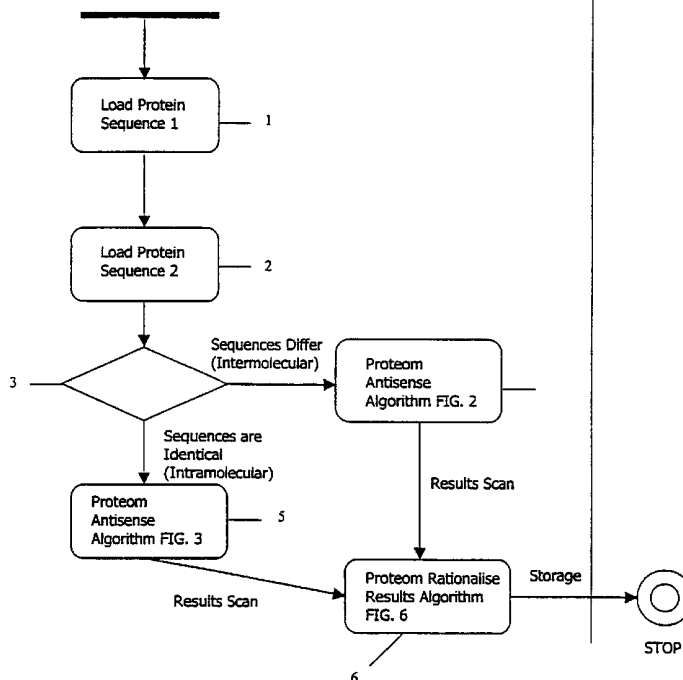 Load Protein
Sequence 1
1
Load Protein
Sequence 2
2
3
Sequences Differ
(Intermolecular)
Proteom
Antisense
Algorithm FIG. 2
Sequences are
Identical
(Intramolecular)
Results Scan
Proteom
Antisense
Algorithm FIG. 3
5
Results Scan
Proteom Rationalise
Results Algorithm
FIG. 6
Storage
STOP
6